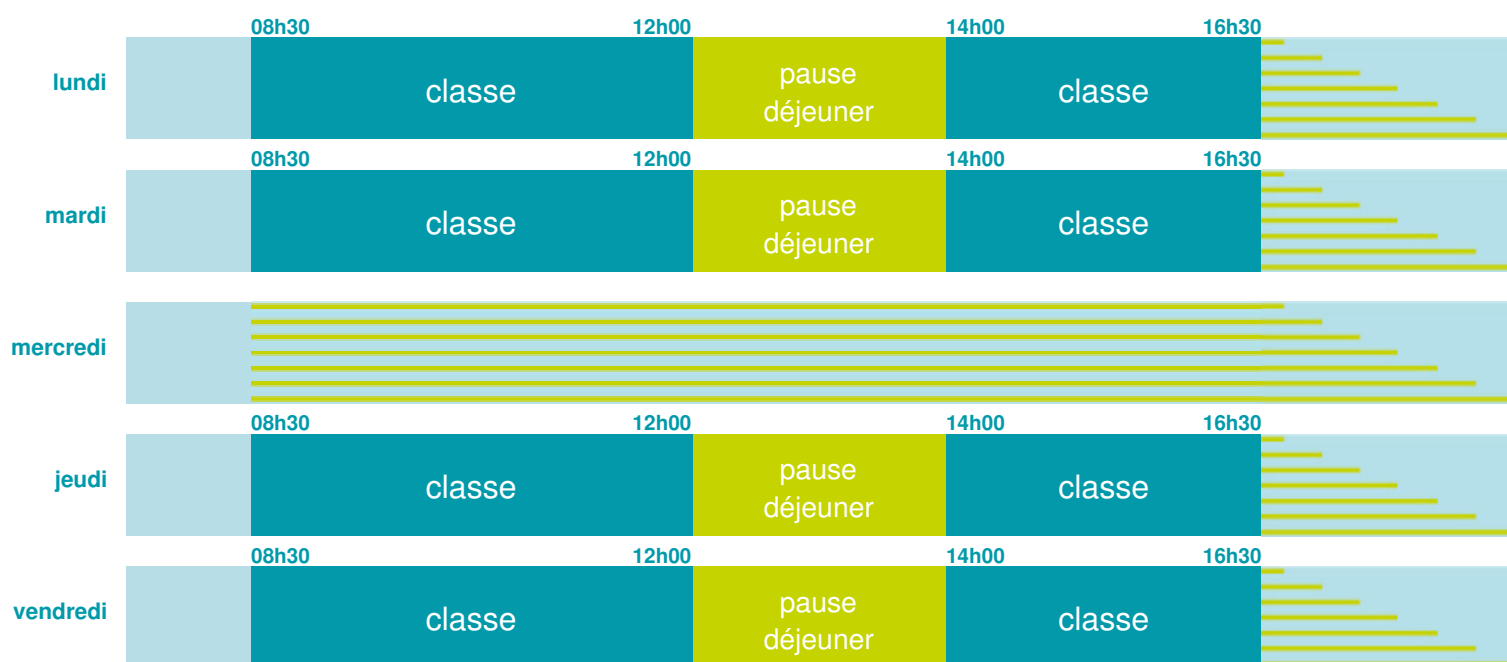 08h30 12h00 14h00 16h30
lundi classe pause déjeuner classe
08h30 12h00 14h00 16h30
mardi classe pause déjeuner classe
mercredi
08h30 12h00 14h00 16h30
jeudi classe pause déjeuner classe
08h30 12h00 14h00 16h30
vendredi classe pause déjeuner classe